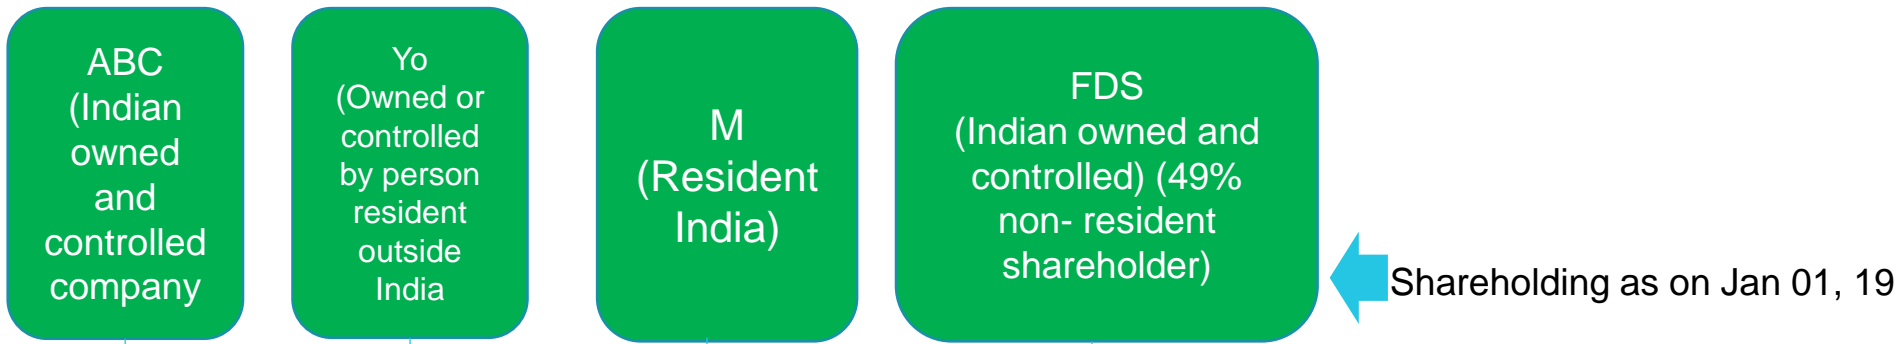 ABC
(Indian
owned
and
controlled
company
Yo
(Owned or
controlled
by person
resident
outside
India
M
(Resident
India)
FDS
(Indian owned and
controlled) (49%
non- resident
shareholder)
Shareholding as on Jan 01, 19